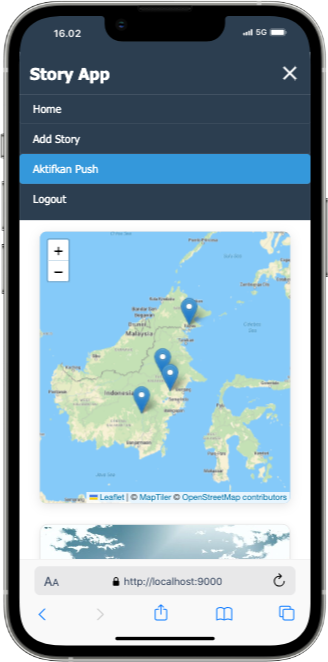 16.02
5G
Story App
Home
Add Story
Aktifkan Push
Logout
+
−
Malaysia
Indonesia
Leaflet | © MapTiler © OpenStreetMap contributors
AA
http://localhost:9000